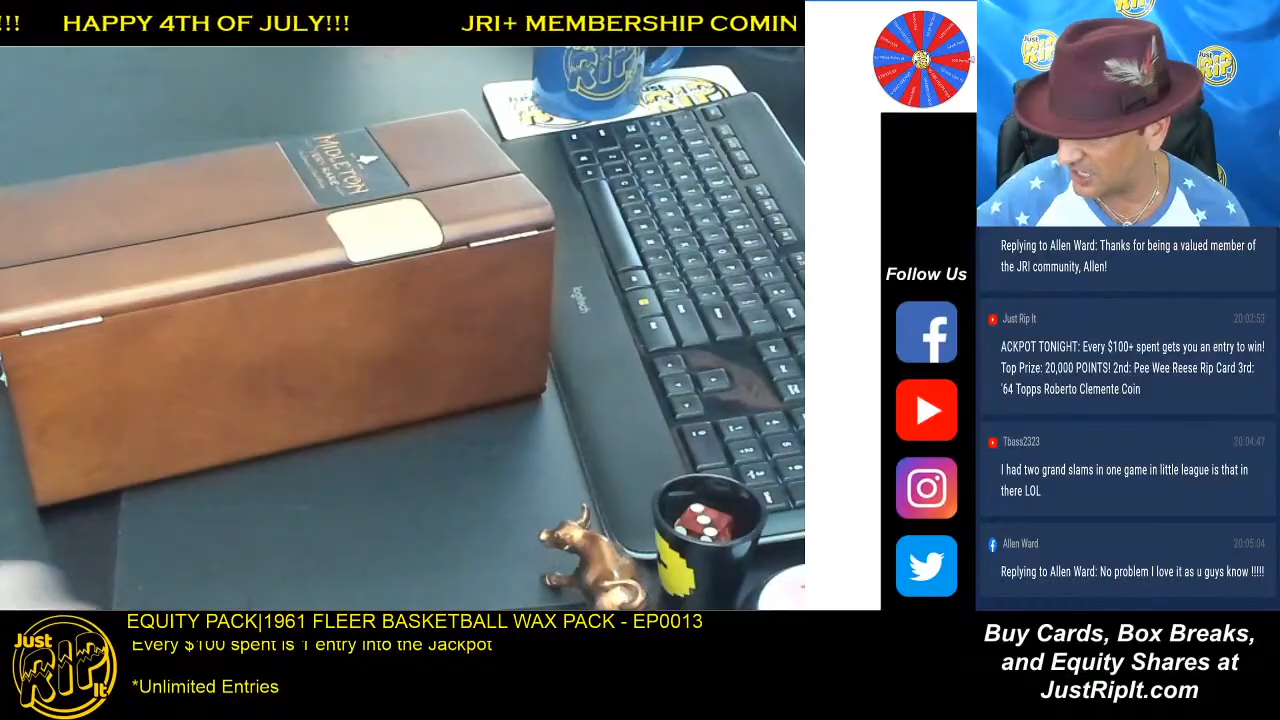 !!! HAPPY 4TH OF JULY!!! JRI+ MEMBERSHIP COMIN
MIDLETON
VERY RARE
logitech
Just
RIP
It
Follow Us
Replying to Allen Ward: Thanks for being a valued member of
the JRI community, Allen!
Just Rip It 20:02:53
ACKPOT TONIGHT: Every $100+ spent gets you an entry to win!
Top Prize: 20,000 POINTS! 2nd: Pee Wee Reese Rip Card 3rd:
'64 Topps Roberto Clemente Coin
Tbass2323 20:04:47
I had two grand slams in one game in little league is that in
there LOL
Allen Ward 20:05:04
Replying to Allen Ward: No problem I love it as u guys know !!!!!
Just
RIP
It
EQUITY PACK|1961 FLEER BASKETBALL WAX PACK - EP0013
Every $100 spent is 1 entry into the Jackpot
*Unlimited Entries
Buy Cards, Box Breaks,
and Equity Shares at
JustRipIt.com